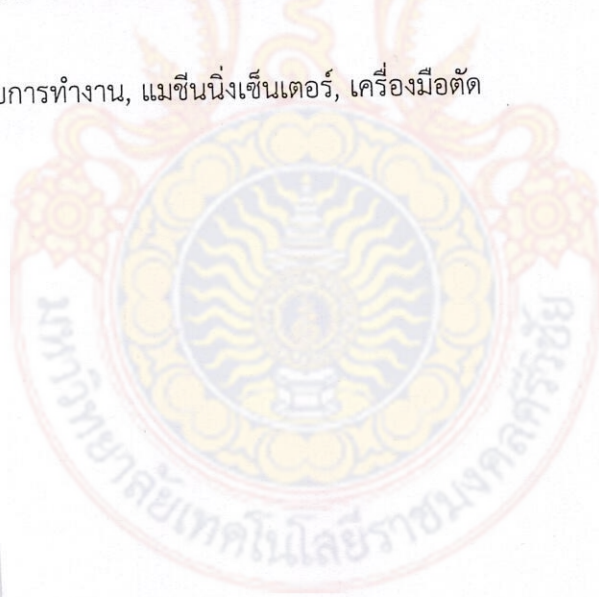 การทำงาน, แมชีนนิ่งเซ็นเตอร์, เครื่องมือตัด
มหาวิทยาลัยเทคโนโลยีราชมงคลศรีวิชัย